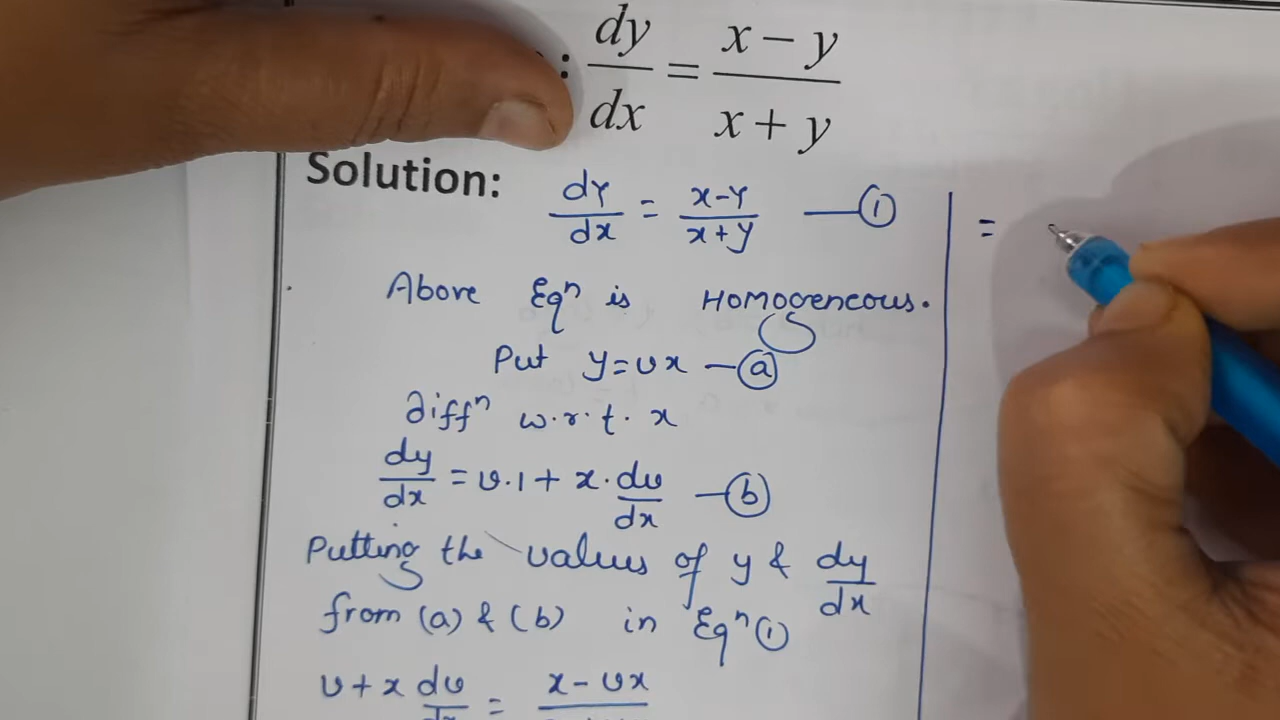 : dy/dx = x − y / x + y
Solution: dy/dx = x-y / x+y —①
Above Eqⁿ is Homogeneous.
Put y=vx —ⓐ
diffⁿ w.r.t. x
dy/dx = v.1 + x.dv/dx —ⓑ
Putting the values of y & dy/dx
from (a) & (b) in Eqⁿ①
v + x dv/dx = x - vx
=